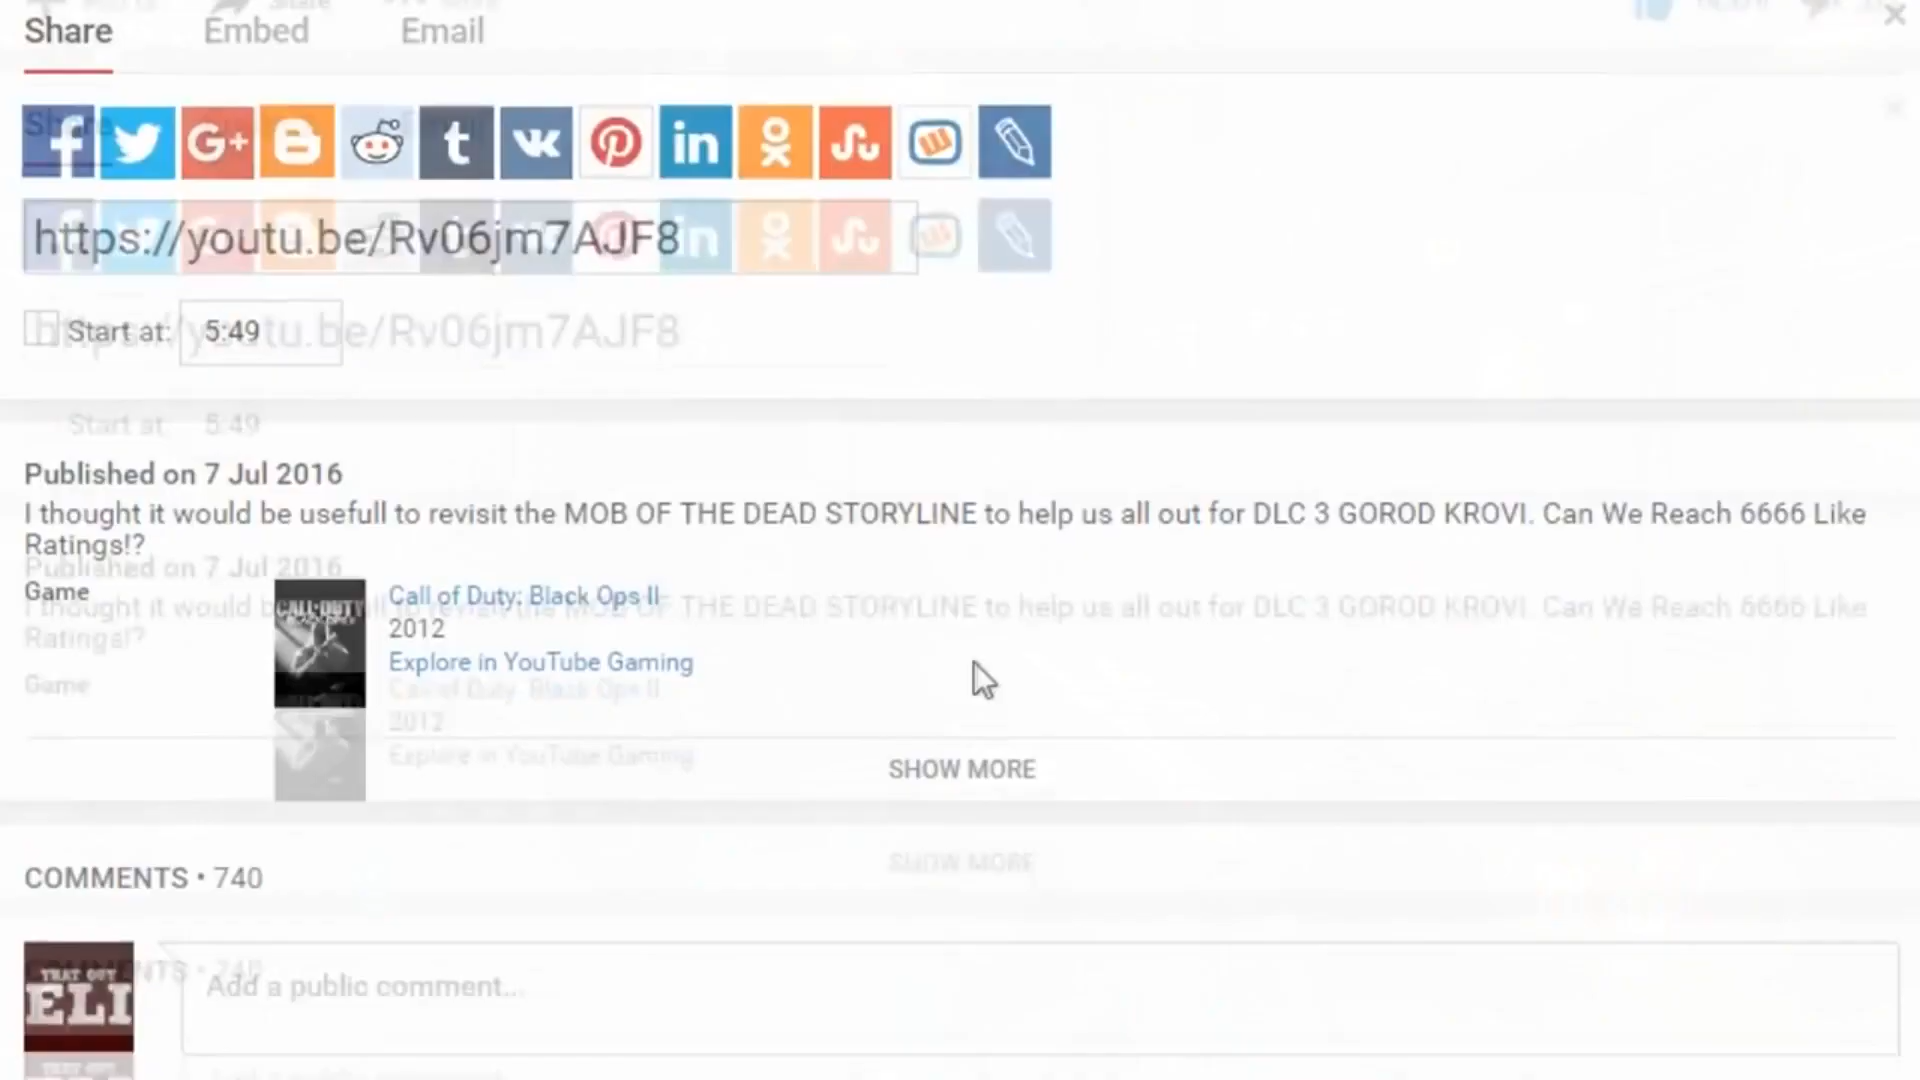 Share Embed Email
https://youtu.be/Rv06jm7AJF8
Start at: 5:49
Published on 7 Jul 2016
I thought it would be usefull to revisit the MOB OF THE DEAD STORYLINE to help us all out for DLC 3 GOROD KROVI. Can We Reach 6666 Like
Ratings!?
Game
Call of Duty: Black Ops II
2012
Explore in YouTube Gaming
SHOW MORE
COMMENTS • 740
THAT GUY
ELI
Add a public comment...